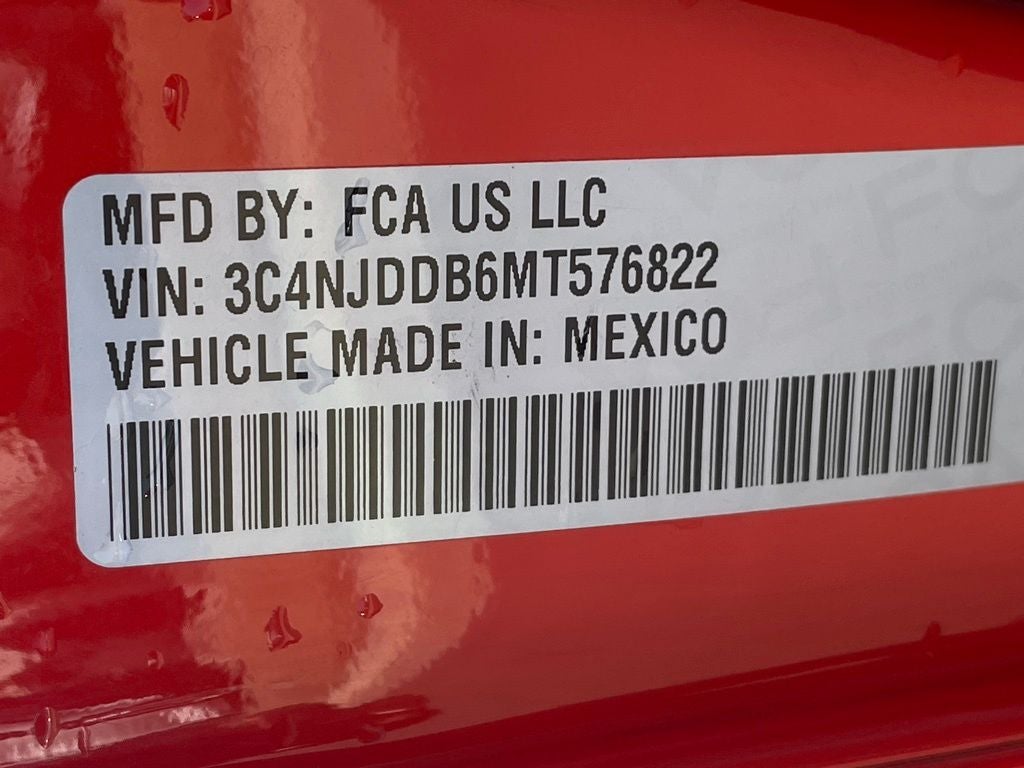 MFD BY: FCA US LLC
VIN: 3C4NJDDB6MT576822
VEHICLE MADE IN: MEXICO